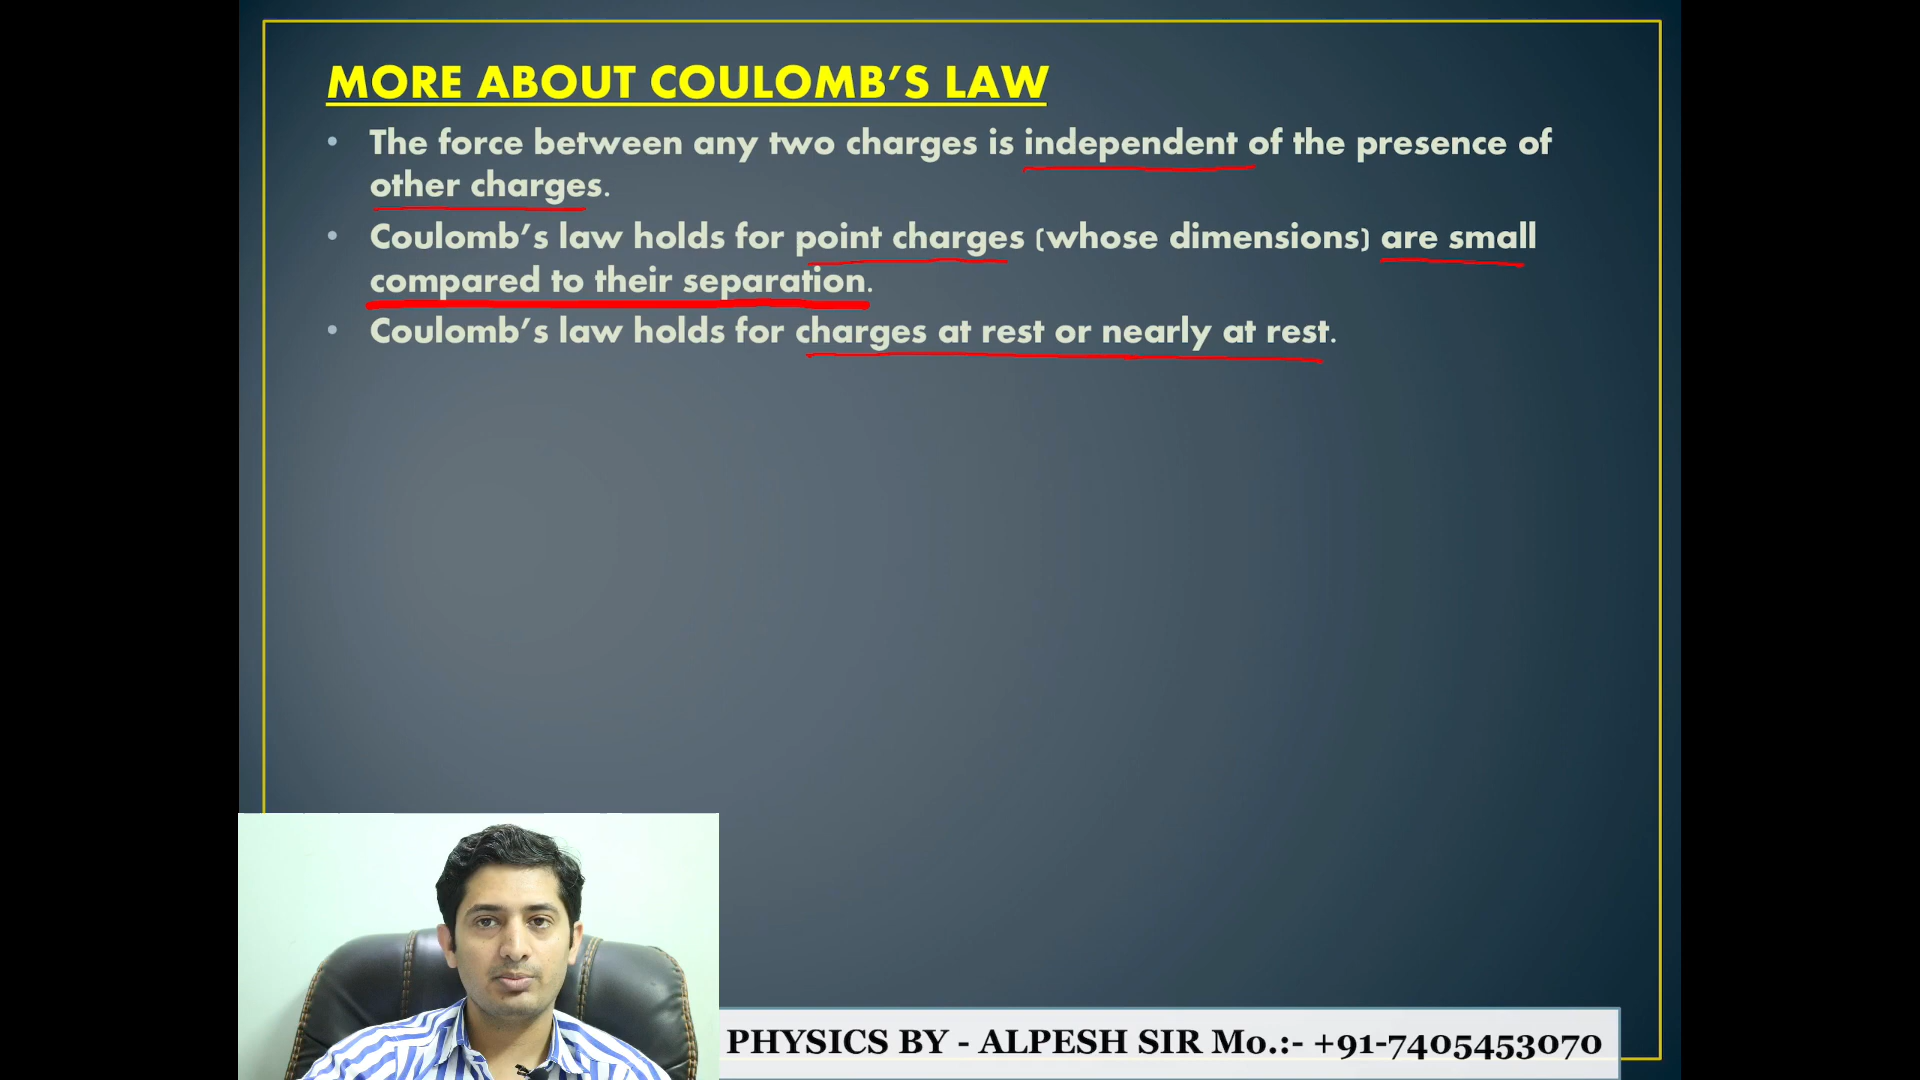 MORE ABOUT COULOMB’S LAW
• The force between any two charges is independent of the presence of
other charges.
• Coulomb’s law holds for point charges (whose dimensions) are small
compared to their separation.
• Coulomb’s law holds for charges at rest or nearly at rest.
PHYSICS BY - ALPESH SIR Mo.:- +91-7405453070